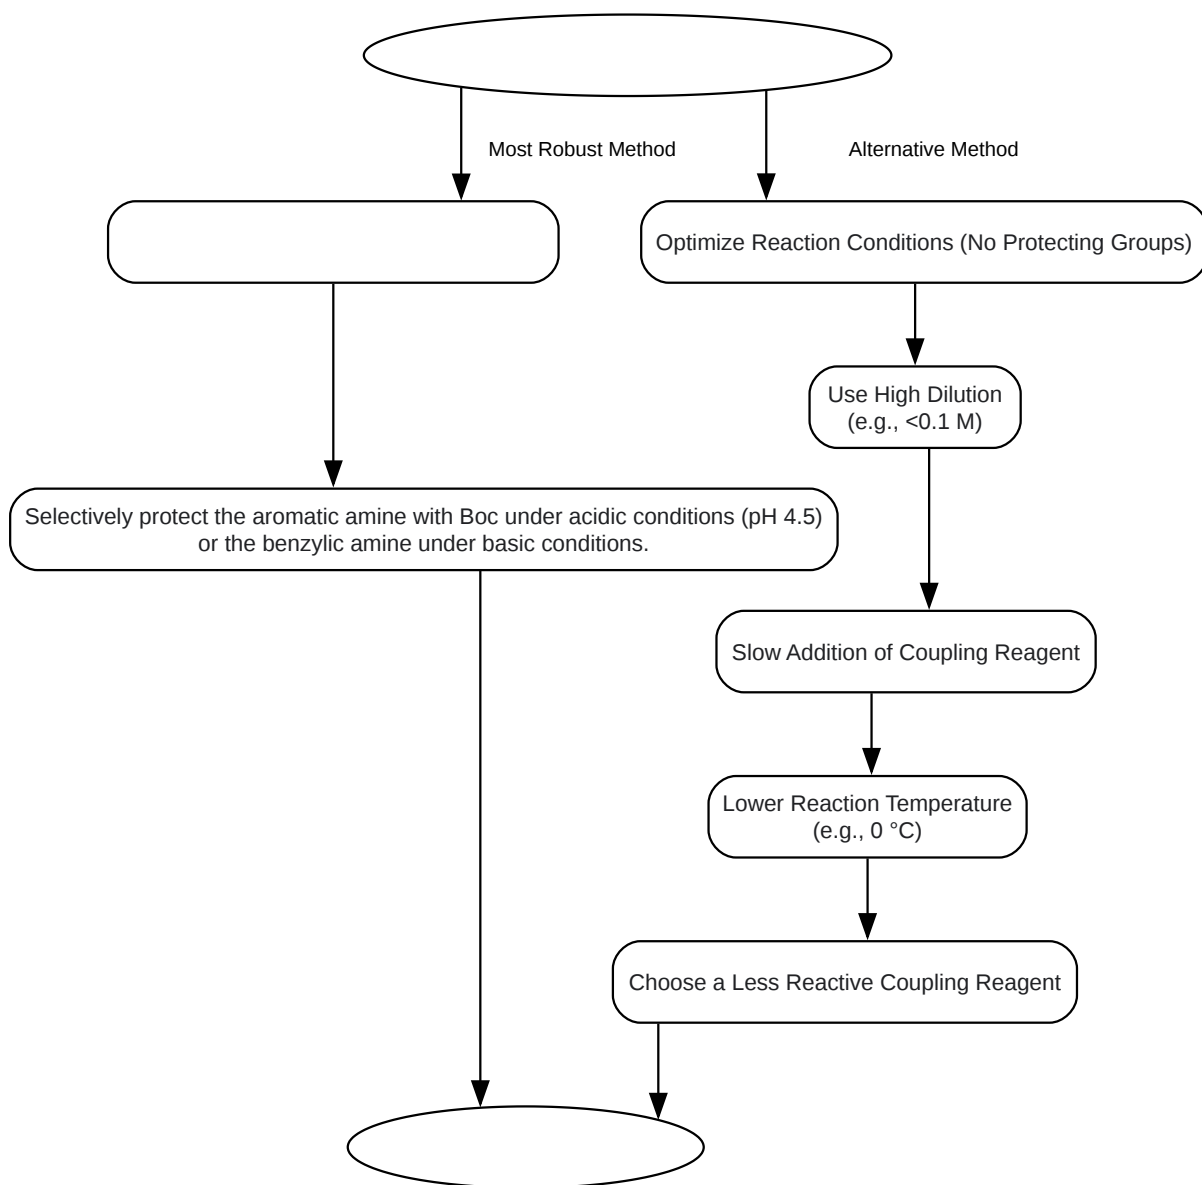 Most Robust Method
Alternative Method
Optimize Reaction Conditions (No Protecting Groups)
Use High Dilution
(e.g., <0.1 M)
Selectively protect the aromatic amine with Boc under acidic conditions (pH 4.5)
or the benzylic amine under basic conditions.
Slow Addition of Coupling Reagent
Lower Reaction Temperature
(e.g., 0 °C)
Choose a Less Reactive Coupling Reagent